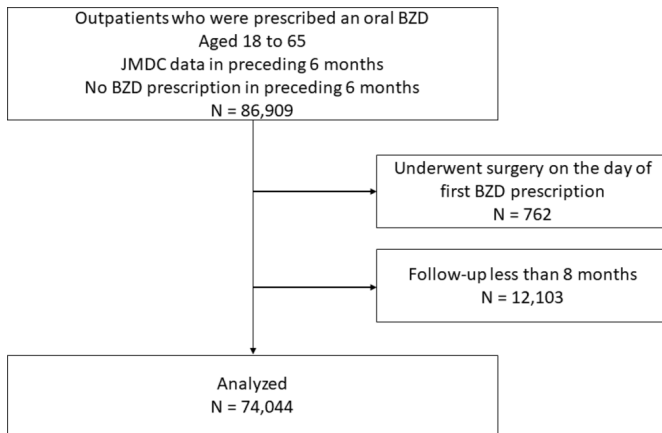 Outpatients who were prescribed an oral BZD
Aged 18 to 65
JMDC data in preceding 6 months
No BZD prescription in preceding 6 months
N = 86,909
Underwent surgery on the day of
first BZD prescription
N = 762
Follow-up less than 8 months
N = 12,103
Analyzed
N = 74,044